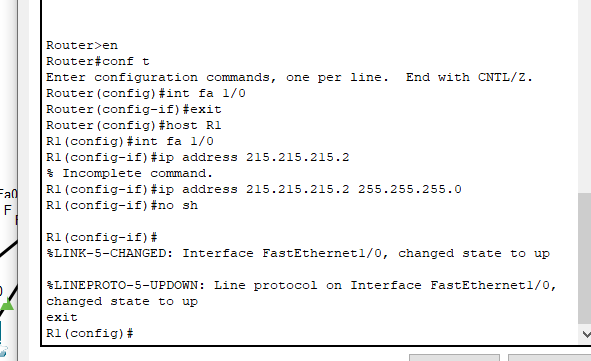 Router>en
Router#conf t
Enter configuration commands, one per line.  End with CNTL/Z.
Router(config)#int fa 1/0
Router(config-if)#exit
Router(config)#host R1
R1(config)#int fa 1/0
R1(config-if)#ip address 215.215.215.2
% Incomplete command.
R1(config-if)#ip address 215.215.215.2 255.255.255.0
R1(config-if)#no sh
R1(config-if)#
%LINK-5-CHANGED: Interface FastEthernet1/0, changed state to up
%LINEPROTO-5-UPDOWN: Line protocol on Interface FastEthernet1/0,
changed state to up
exit
R1(config)#
Fa0
F